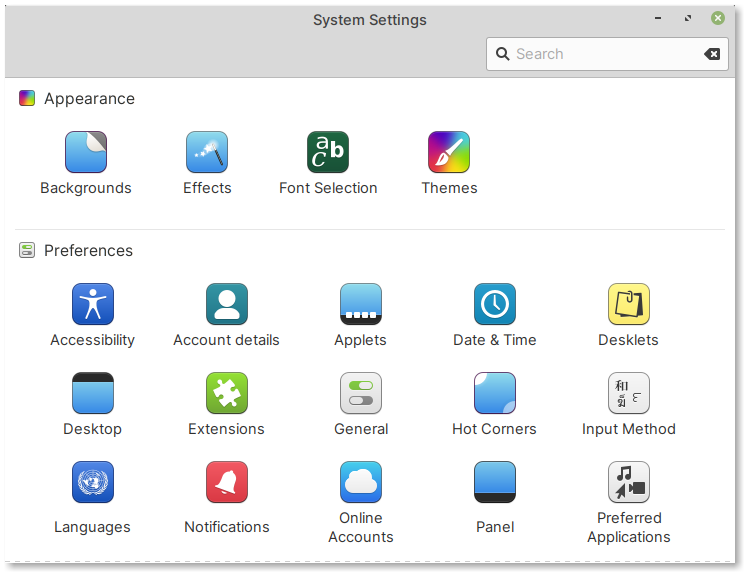 System Settings
Search
Appearance
Backgrounds
Effects
Font Selection
Themes
Preferences
Accessibility
Account details
Applets
Date & Time
Desklets
Desktop
Extensions
General
Hot Corners
Input Method
Languages
Notifications
Online
Accounts
Panel
Preferred
Applications